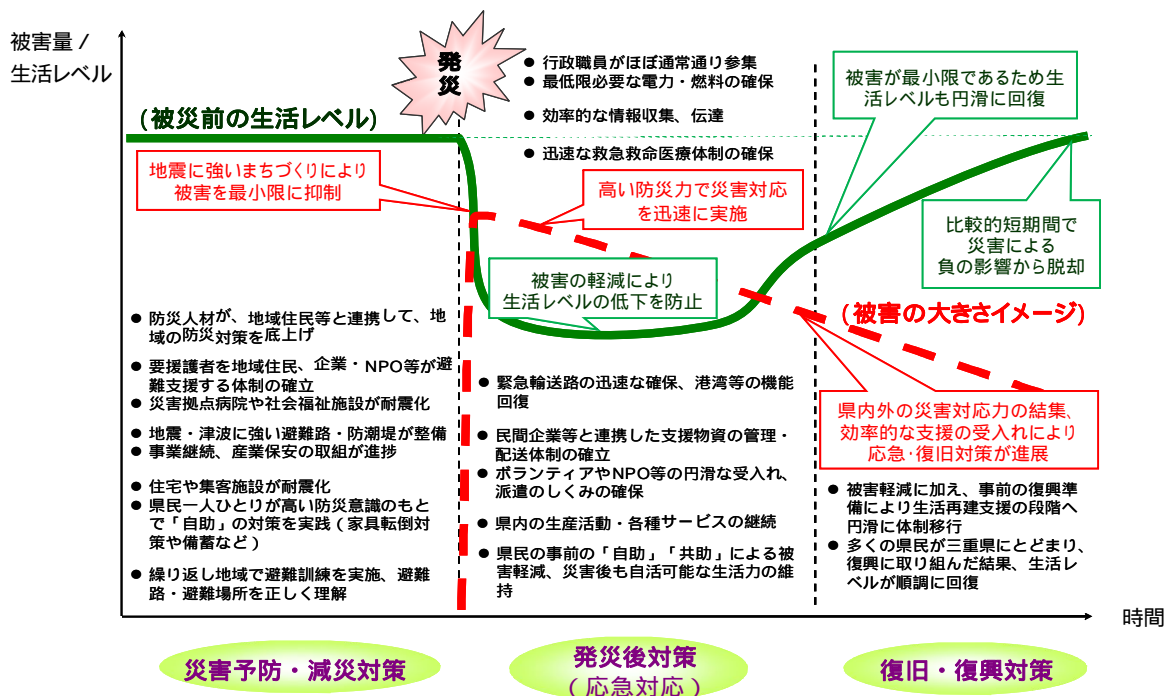 被害量/
生活レベル
発
災
(被災前の生活レベル)
地震に強いまちづくりにより
被害を最小限に抑制
● 防災人材が、地域住民等と連携して、地
域の防災対策を底上げ
● 要援護者を地域住民、企業・NPO等が避
難支援する体制の確立
● 災害拠点病院や社会福祉施設が耐震化
● 地震・津波に強い避難路・防潮堤が整備
● 事業継続、産業保安の取組が進捗
● 住宅や集客施設が耐震化
● 県民一人ひとりが高い防災意識のもと
で「自助」の対策を実践(家具転倒対
策や備蓄など)
● 繰り返し地域で避難訓練を実施、避難
路・避難場所を正しく理解
● 行政職員がほぼ通常通り参集
● 最低限必要な電力・燃料の確保
● 効率的な情報収集、伝達
● 迅速な救急救命医療体制の確保
高い防災力で災害対応
を迅速に実施
被害の軽減により
生活レベルの低下を防止
● 緊急輸送路の迅速な確保、港湾等の機能
回復
● 民間企業等と連携した支援物資の管理・
配送体制の確立
● ボランティアやNPO等の円滑な受入れ、
派遣のしくみの確保
● 県内の生産活動・各種サービスの継続
● 県民の事前の「自助」「共助」による被
害軽減、災害後も自活可能な生活力の維
持
被害が最小限であるため生
活レベルも円滑に回復
比較的短期間で
災害による
負の影響から脱却
(被害の大きさイメージ)
県内外の災害対応力の結集、
効率的な支援の受入れにより
応急・復旧対策が進展
● 被害軽減に加え、事前の復興準
備により生活再建支援の段階へ
円滑に体制移行
● 多くの県民が三重県にとどまり、
復興に取り組んだ結果、生活レ
ベルが順調に回復
時間
災害予防・減災対策
発災後対策
(応急対応)
復旧・復興対策